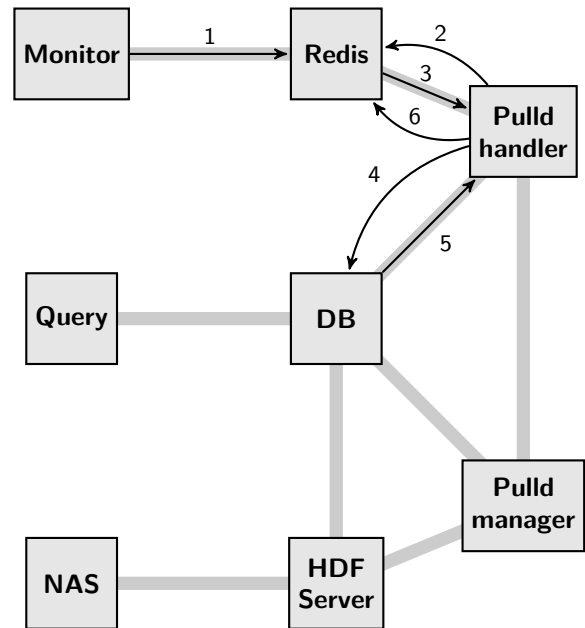 Monitor
1
Redis
2
3
6
Pulld
handler
4
5
Query
DB
Pulld
manager
NAS
HDF
Server